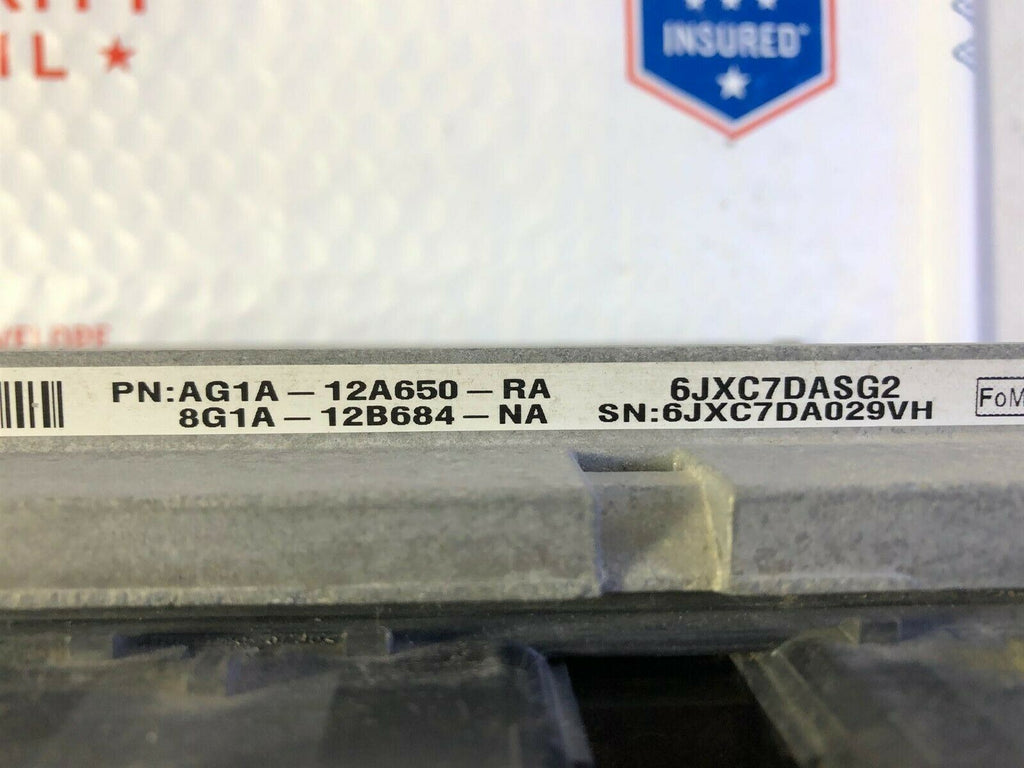 INSURED
PN:AG1A – 12A650 – RA
8G1A – 12B684 – NA
6JXC7DASG2
SN:6JXC7DA029VH
FoM